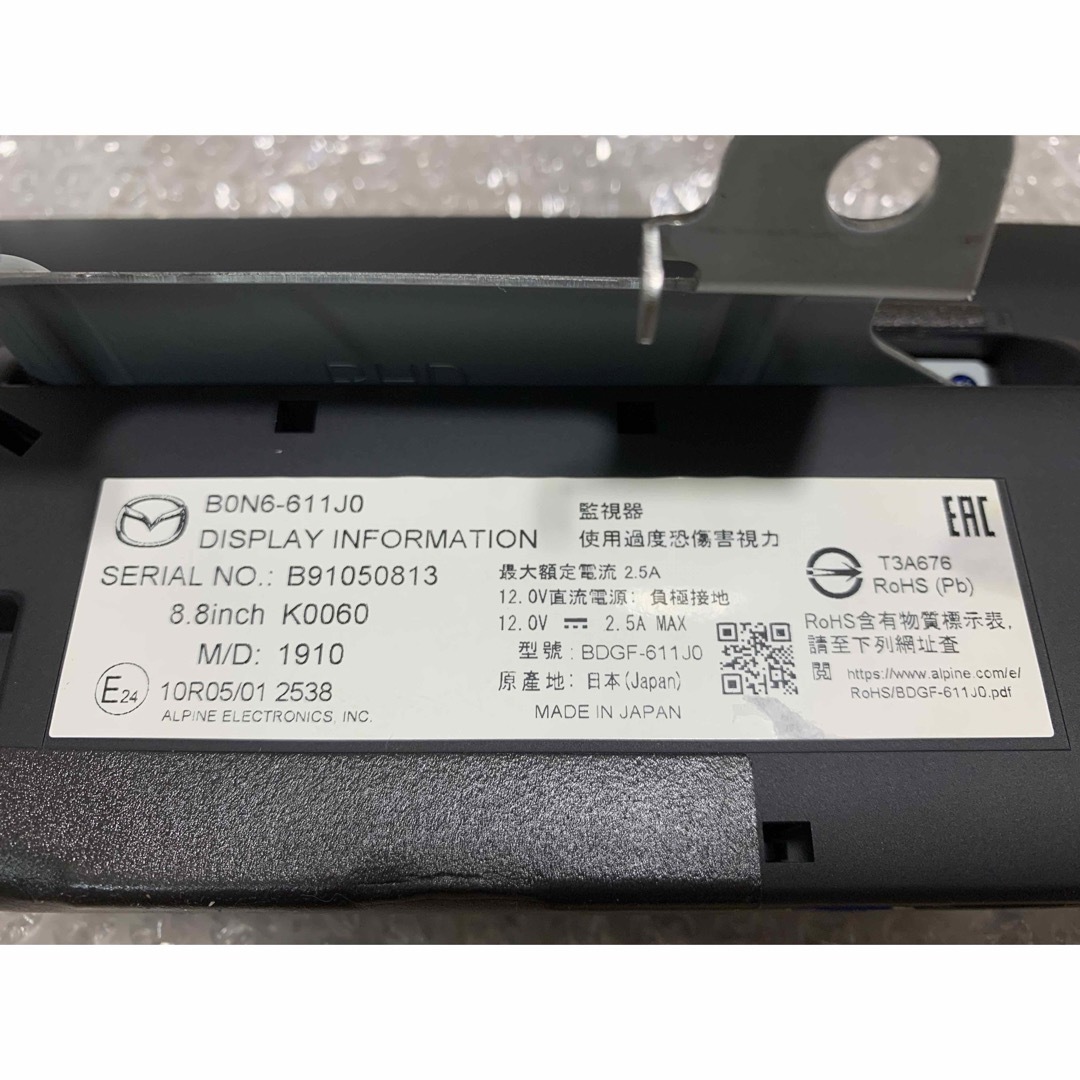 B0N6-611J0
DISPLAY INFORMATION
SERIAL NO.: B91050813
8.8inch K0060
M/D: 1910
E24 10R05/01 2538
ALPINE ELECTRONICS, INC.
監視器
使用過度恐傷害視力
最大額定電流 2.5A
12.0V直流電源: 負極接地
12.0V 2.5A MAX
型號: BDGF-611J0
原產地: 日本(Japan)
MADE IN JAPAN
EAC
T3A676
RoHS (Pb)
RoHS含有物質標示表,
請至下列網址查
閱 https://www.alpine.com/e/
RoHS/BDGF-611J0.pdf